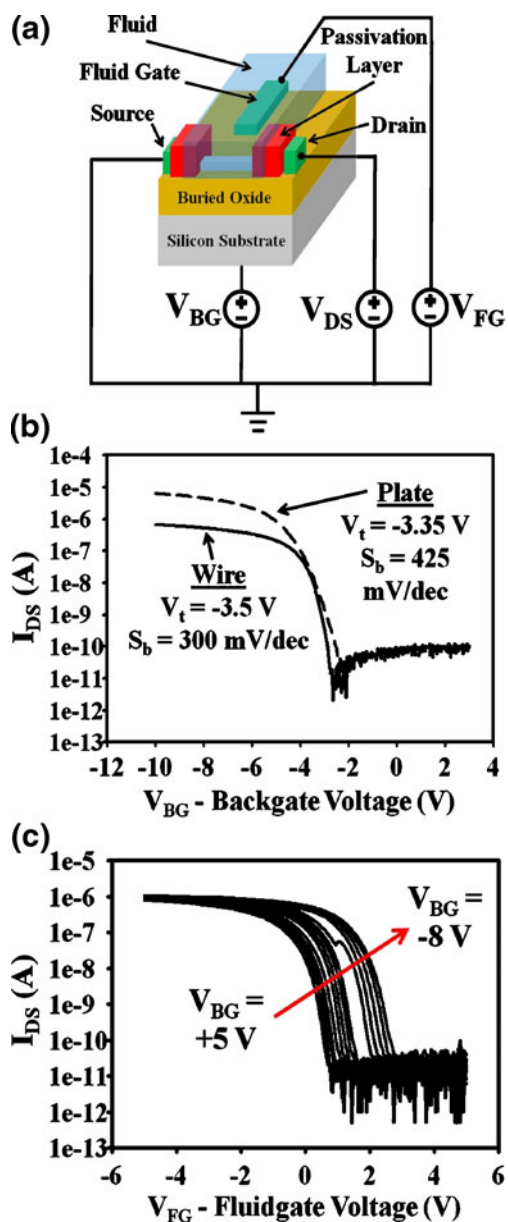 (a)
Fluid
Passivation
Layer
Fluid Gate
Source
Drain
Buried Oxide
Silicon Substrate
V_BG
V_DS
V_FG
(b)
1e-4
1e-5
1e-6
1e-7
1e-8
1e-9
1e-10
1e-11
1e-12
1e-13
I_DS (A)
Plate
V_t = -3.35 V
S_b = 425
mV/dec
Wire
V_t = -3.5 V
S_b = 300 mV/dec
-12 -10 -8 -6 -4 -2 0 2 4
V_BG - Backgate Voltage (V)
(c)
1e-5
1e-6
1e-7
1e-8
1e-9
1e-10
1e-11
1e-12
1e-13
I_DS (A)
V_BG =
-8 V
V_BG =
+5 V
-6 -4 -2 0 2 4 6
V_FG - Fluidgate Voltage (V)